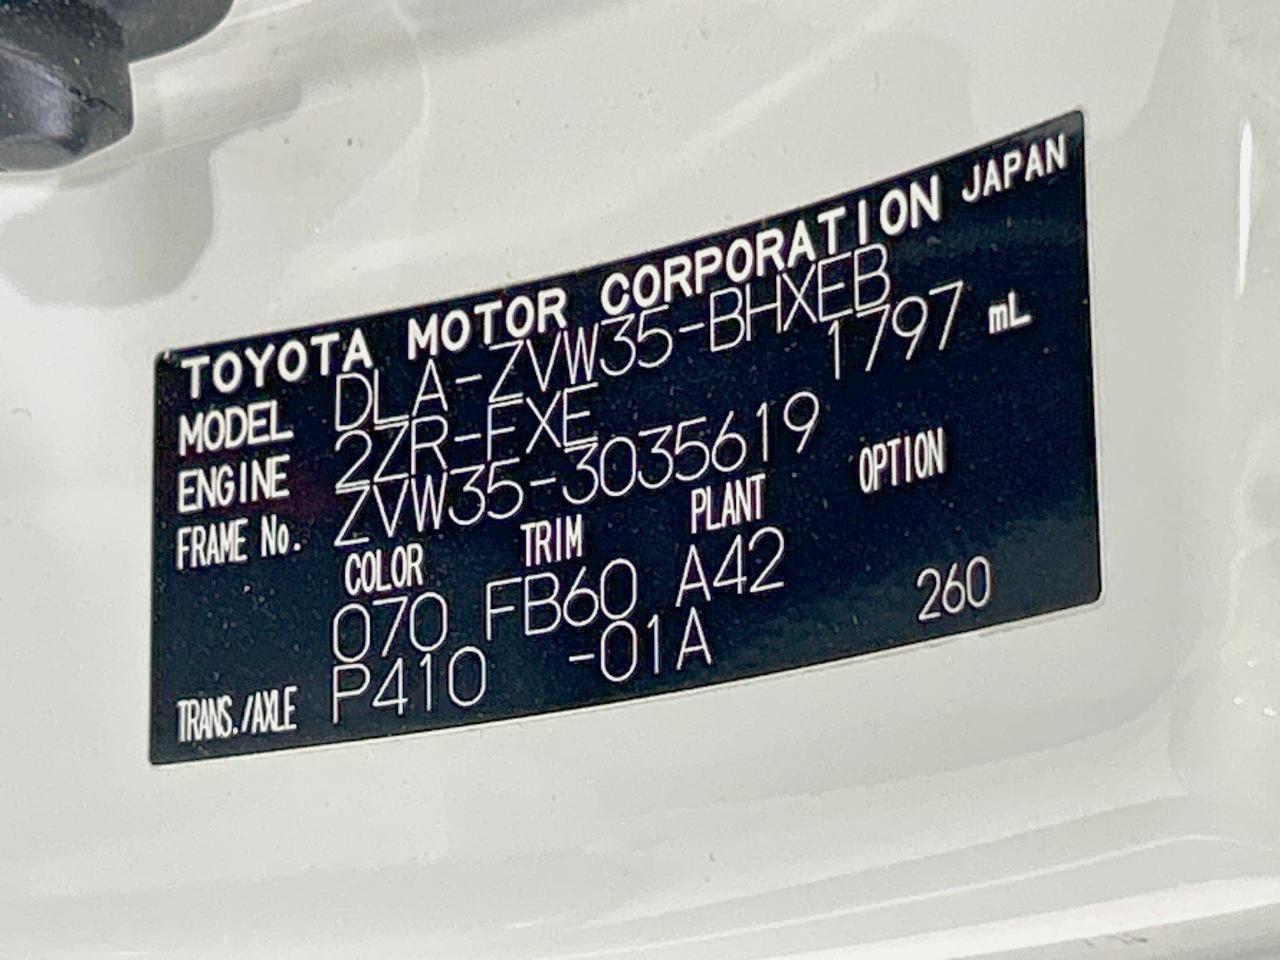 TOYOTA MOTOR CORPORATION JAPAN
MODEL DLA-ZVW35-BHXEB
ENGINE 2ZR-FXE 1797 mL
FRAME No. ZVW35-3035619
COLOR TRIM PLANT OPTION
070 FB60 A42
TRANS./AXLE P410 -01A 260